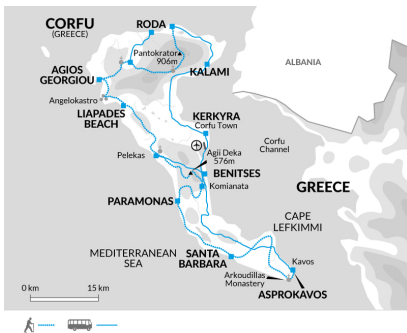 CORFU
(GREECE)
RODA
Pantokrator
906m
ALBANIA
AGIOS
GEORGIOU
KALAMI
Angelokastro
LIAPADES
BEACH
KERKYRA
Corfu Town
Corfu
Channel
Agii Deka
576m
Pelekas
BENITSES
Komianata
GREECE
PARAMONAS
CAPE
LEFKIMMI
MEDITERRANEAN
SEA
SANTA
BARBARA
Kavos
Arkoudillas
Monastery
ASPROKAVOS
0 km 15 km